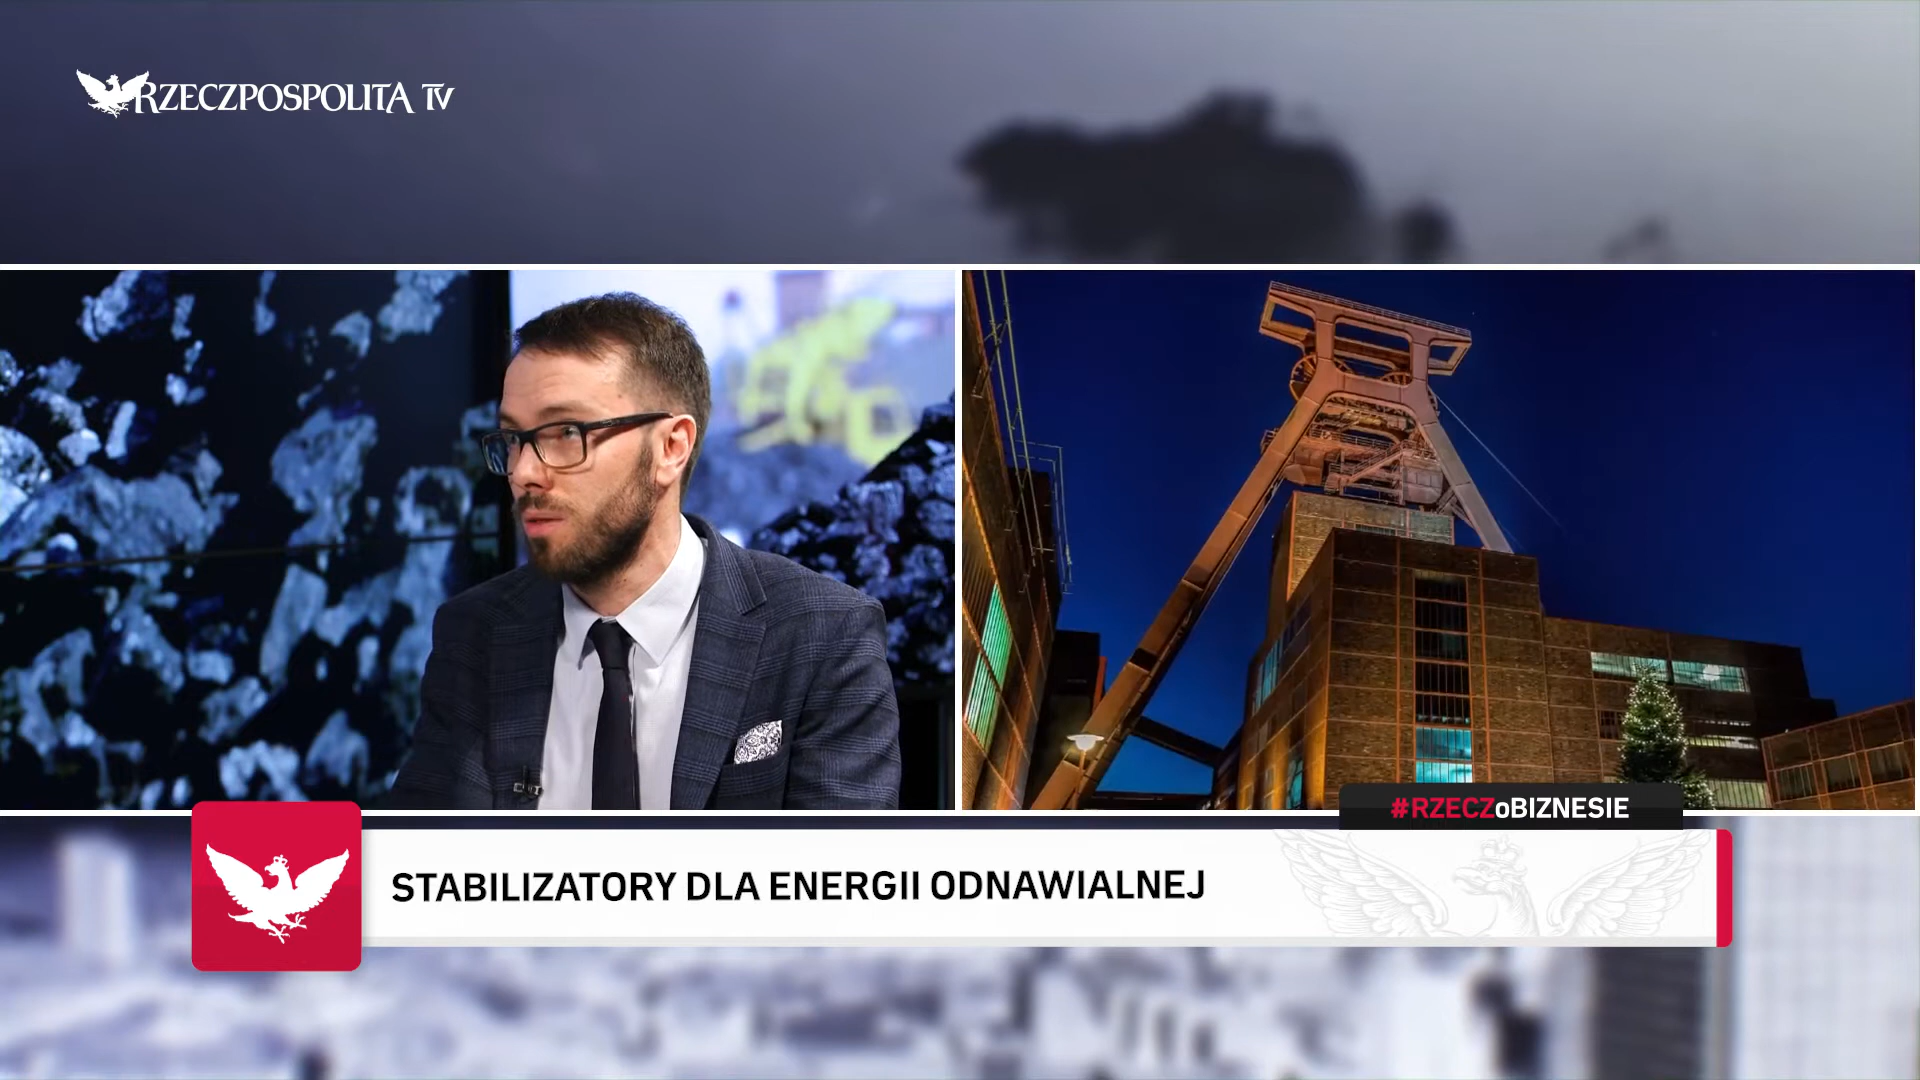 RZECZPOSPOLITA TV
#RZECZoBIZNESIE
STABILIZATORY DLA ENERGII ODNAWIALNEJ